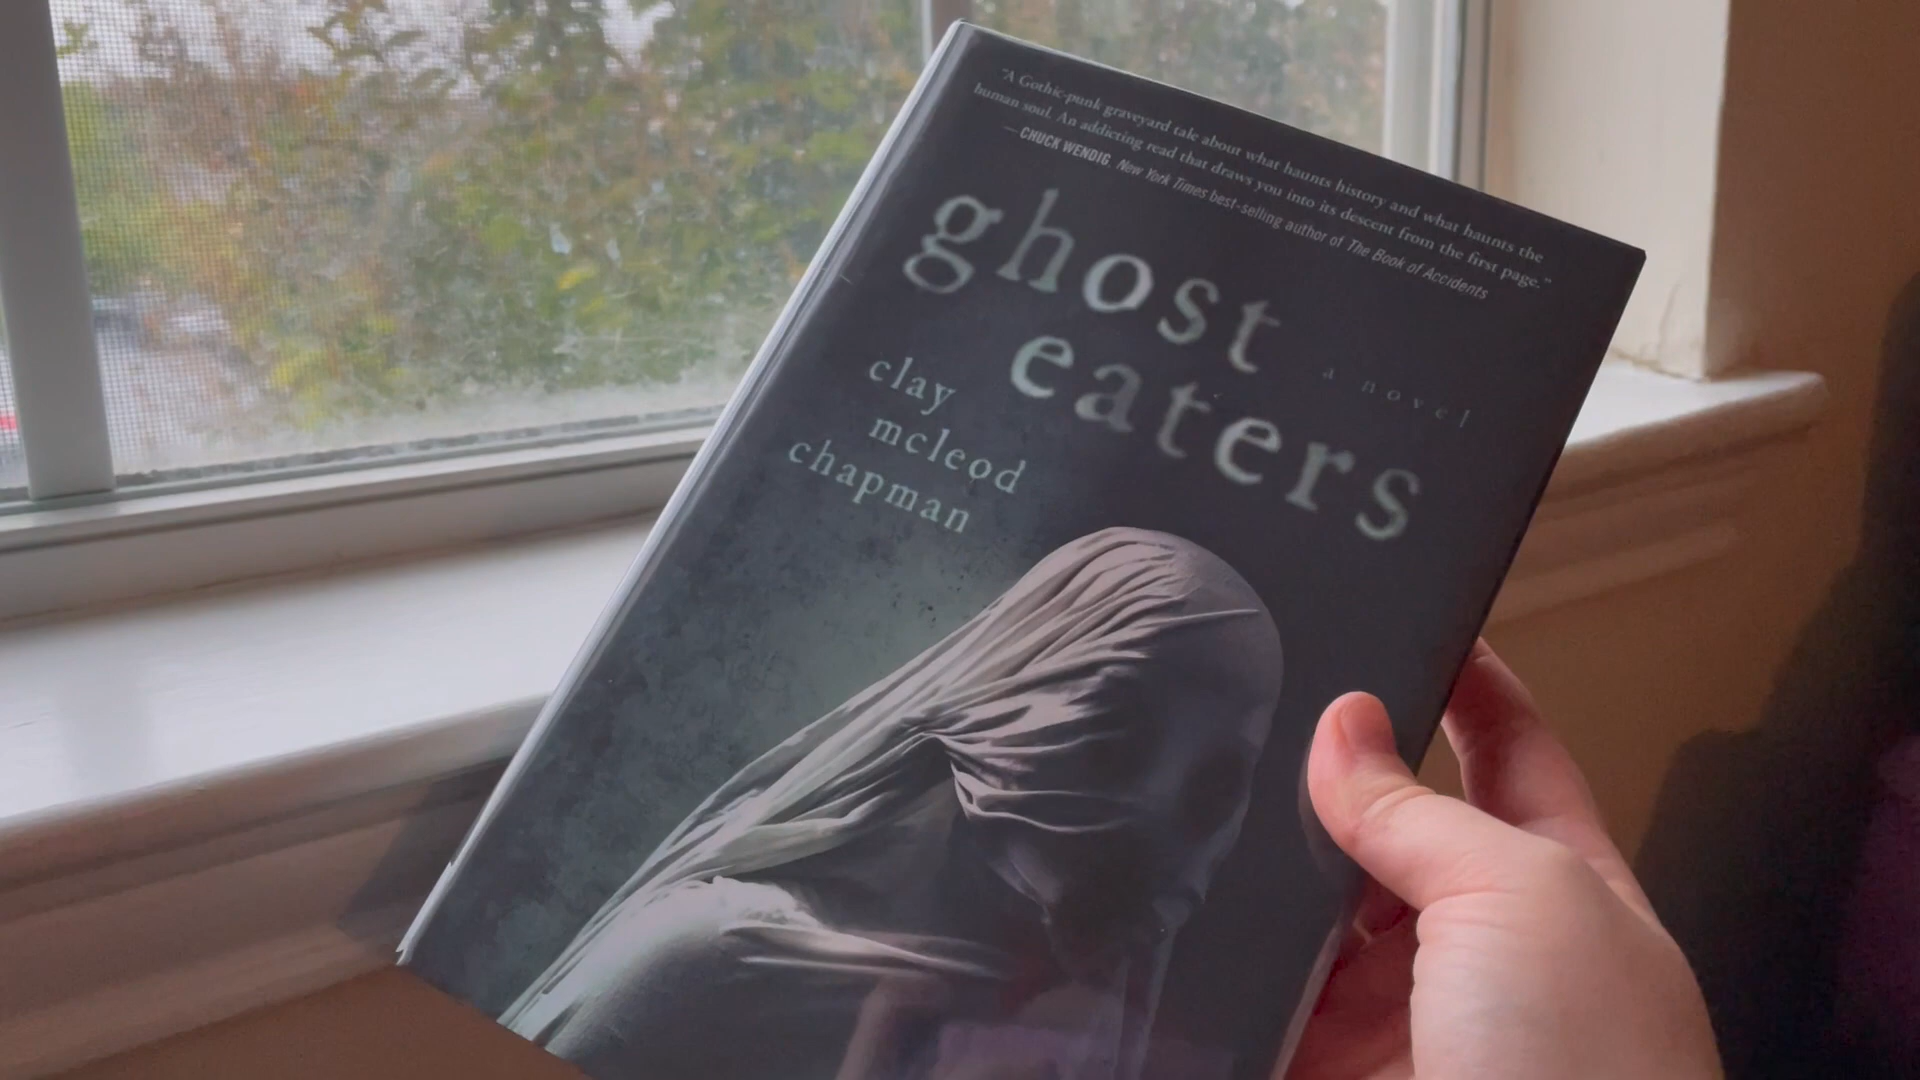 "A Gothic-punk graveyard tale about what haunts history and what haunts the
human soul. An addicting read that draws you into its descent from the first page."
—CHUCK WENDIG, New York Times best-selling author of The Book of Accidents
ghost
eaters
a novel
clay
mcleod
chapman